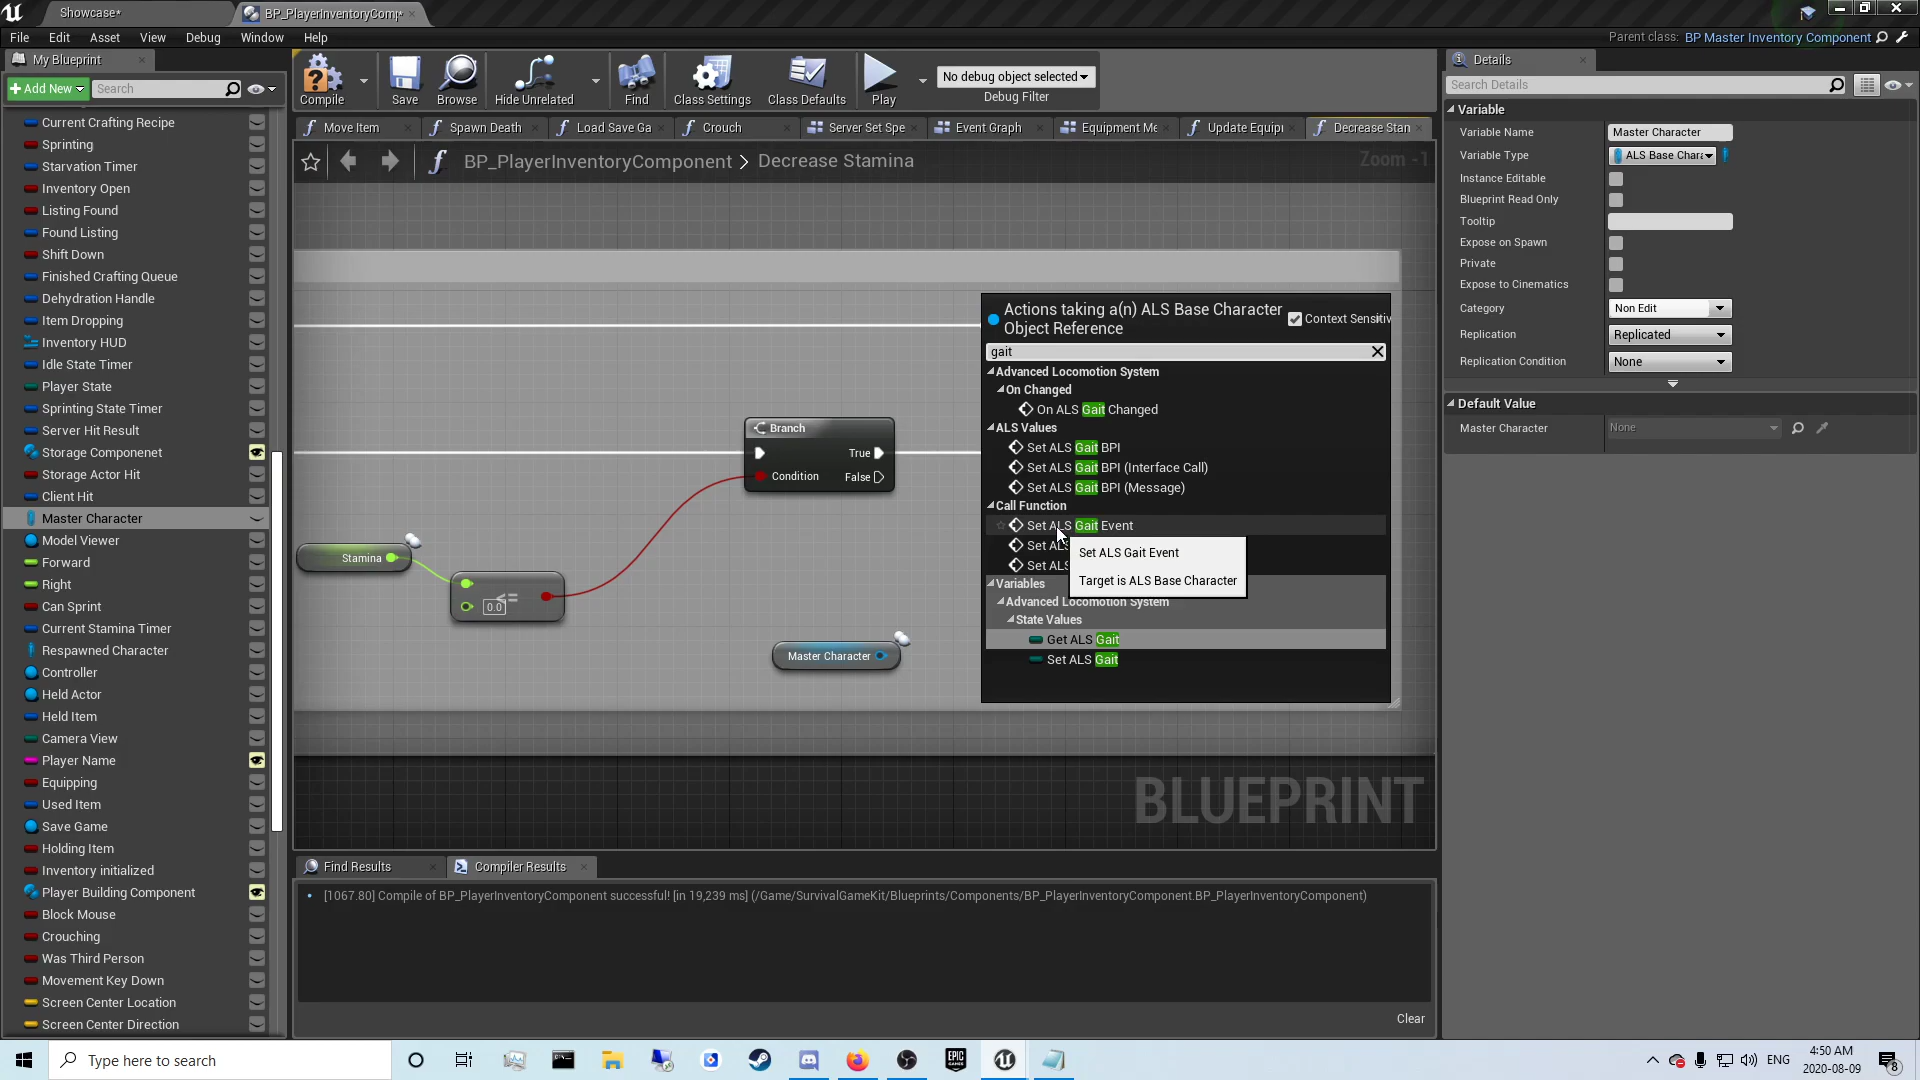 Showcase*
BP_PlayerInventoryComp*
File Edit Asset View Debug Window Help
Parent class: BP Master Inventory Component
My Blueprint
Add New
Search
Current Crafting Recipe
Sprinting
Starvation Timer
Inventory Open
Listing Found
Found Listing
Shift Down
Finished Crafting Queue
Dehydration Handle
Item Dropping
Inventory HUD
Idle State Timer
Player State
Sprinting State Timer
Server Hit Result
Storage Componenet
Storage Actor Hit
Client Hit
Master Character
Model Viewer
Forward
Right
Can Sprint
Current Stamina Timer
Respawned Character
Controller
Held Actor
Held Item
Camera View
Player Name
Equipping
Used Item
Save Game
Holding Item
Inventory initialized
Player Building Component
Block Mouse
Crouching
Was Third Person
Movement Key Down
Screen Center Location
Screen Center Direction
Compile Save Browse Hide Unrelated Find Class Settings Class Defaults Play
No debug object selected
Debug Filter
Move Item Spawn Death Load Save Ga Crouch Server Set Spe Event Graph Equipment Me Update Equip Decrease Stan
BP_PlayerInventoryComponent > Decrease Stamina
Zoom -1
Branch
True
Condition False
Stamina
<=
0.0
Master Character
Actions taking a(n) ALS Base Character
Object Reference
Context Sensitiv
gait
Advanced Locomotion System
On Changed
On ALS Gait Changed
ALS Values
Set ALS Gait BPI
Set ALS Gait BPI (Interface Call)
Set ALS Gait BPI (Message)
Call Function
Set ALS Gait Event
Set ALS
Set ALS
Set ALS Gait Event
Target is ALS Base Character
Variables
Advanced Locomotion System
State Values
Get ALS Gait
Set ALS Gait
BLUEPRINT
Find Results Compiler Results
[1067.80] Compile of BP_PlayerInventoryComponent successful! [in 19,239 ms] (/Game/SurvivalGameKit/Blueprints/Components/BP_PlayerInventoryComponent.BP_PlayerInventoryComponent)
Clear
Details
Search Details
Variable
Variable Name Master Character
Variable Type ALS Base Chara
Instance Editable
Blueprint Read Only
Tooltip
Expose on Spawn
Private
Expose to Cinematics
Category Non Edit
Replication Replicated
Replication Condition None
Default Value
Master Character None
Type here to search
EPIC GAMES
ENG
4:50 AM
2020-08-09
8